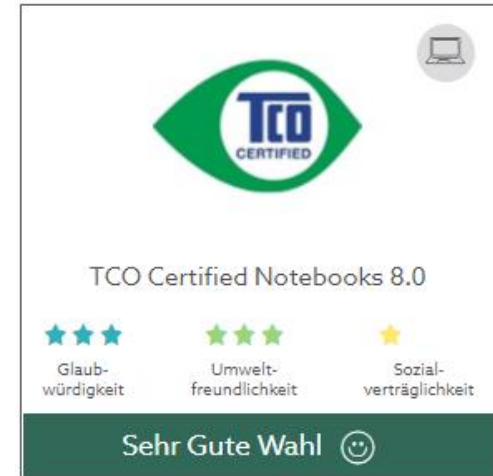 TCO
CERTIFIED
TCO Certified Notebooks 8.0
Glaub-
würdigkeit
Umwelt-
freundlichkeit
Sozial-
verträglichkeit
Sehr Gute Wahl